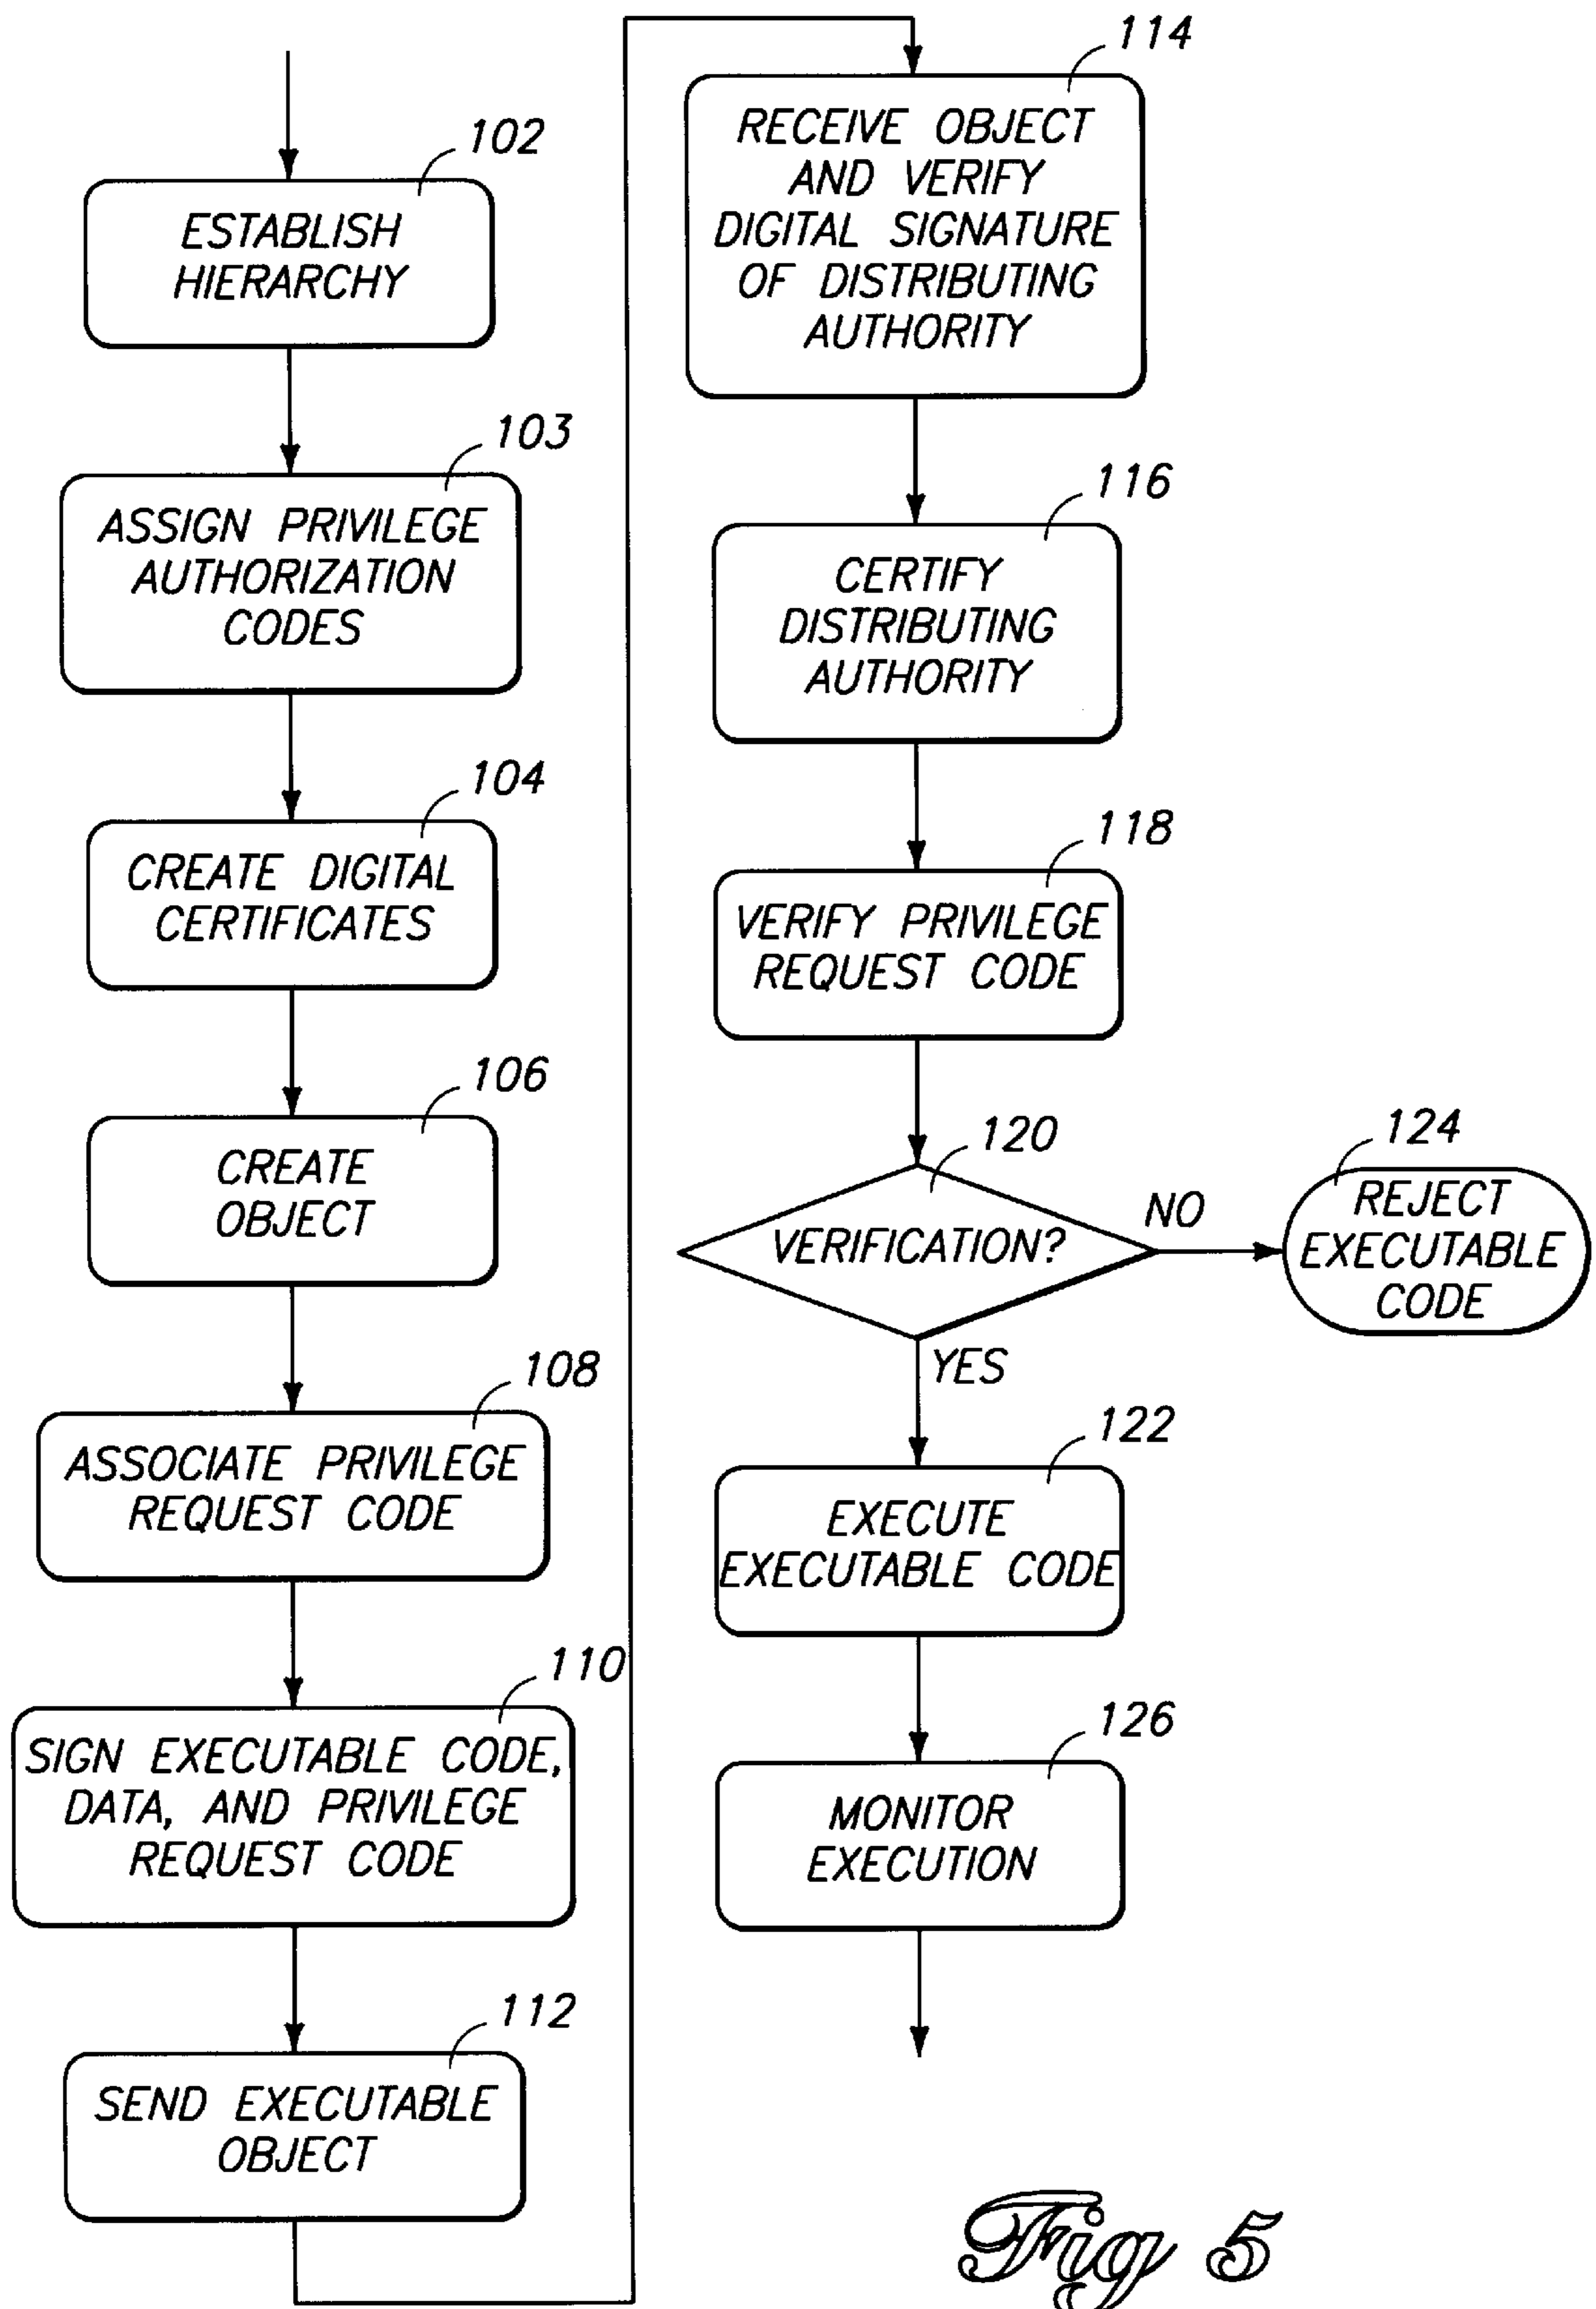 102
ESTABLISH
HIERARCHY
103
ASSIGN PRIVILEGE
AUTHORIZATION
CODES
104
CREATE DIGITAL
CERTIFICATES
106
CREATE
OBJECT
108
ASSOCIATE PRIVILEGE
REQUEST CODE
110
SIGN EXECUTABLE CODE,
DATA, AND PRIVILEGE
REQUEST CODE
112
SEND EXECUTABLE
OBJECT
114
RECEIVE OBJECT
AND VERIFY
DIGITAL SIGNATURE
OF DISTRIBUTING
AUTHORITY
116
CERTIFY
DISTRIBUTING
AUTHORITY
118
VERIFY PRIVILEGE
REQUEST CODE
120
VERIFICATION?
NO
124
REJECT
EXECUTABLE
CODE
YES
122
EXECUTE
EXECUTABLE CODE
126
MONITOR
EXECUTION
Fig 5